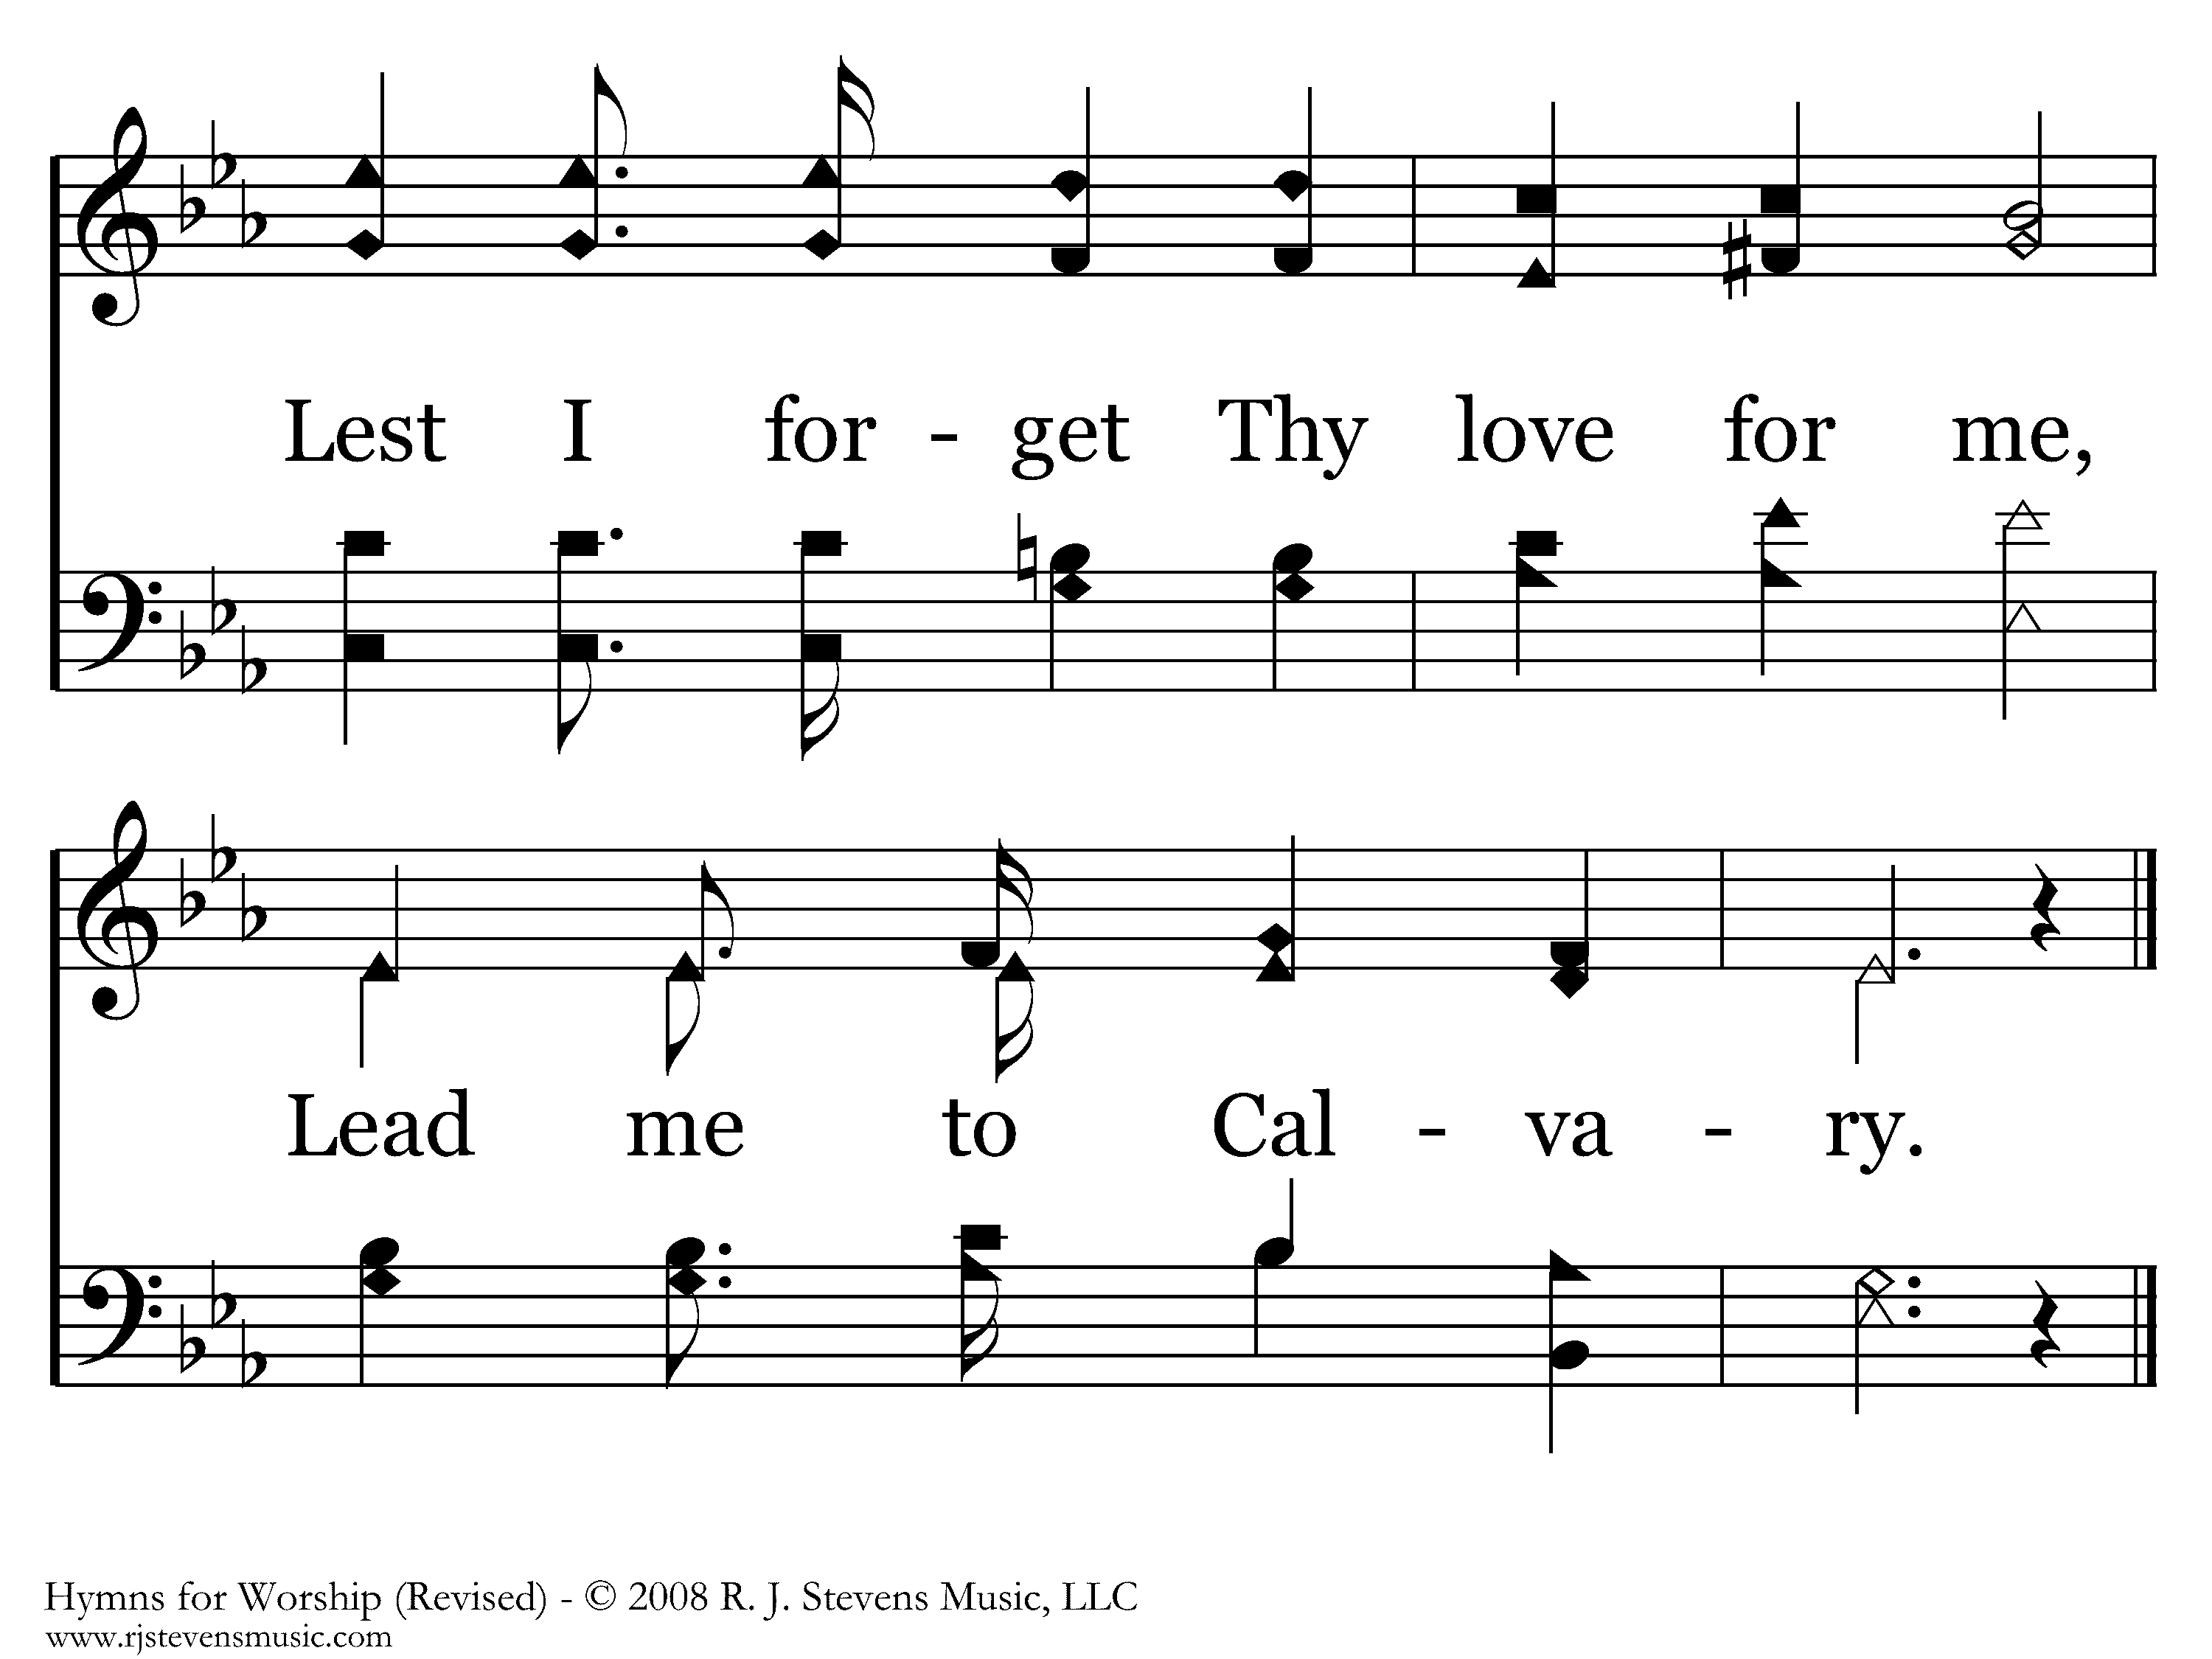 Lest I for - get Thy love for me,
Lead me to Cal - va - ry.
Hymns for Worship (Revised) - © 2008 R. J. Stevens Music, LLC
www.rjstevensmusic.com